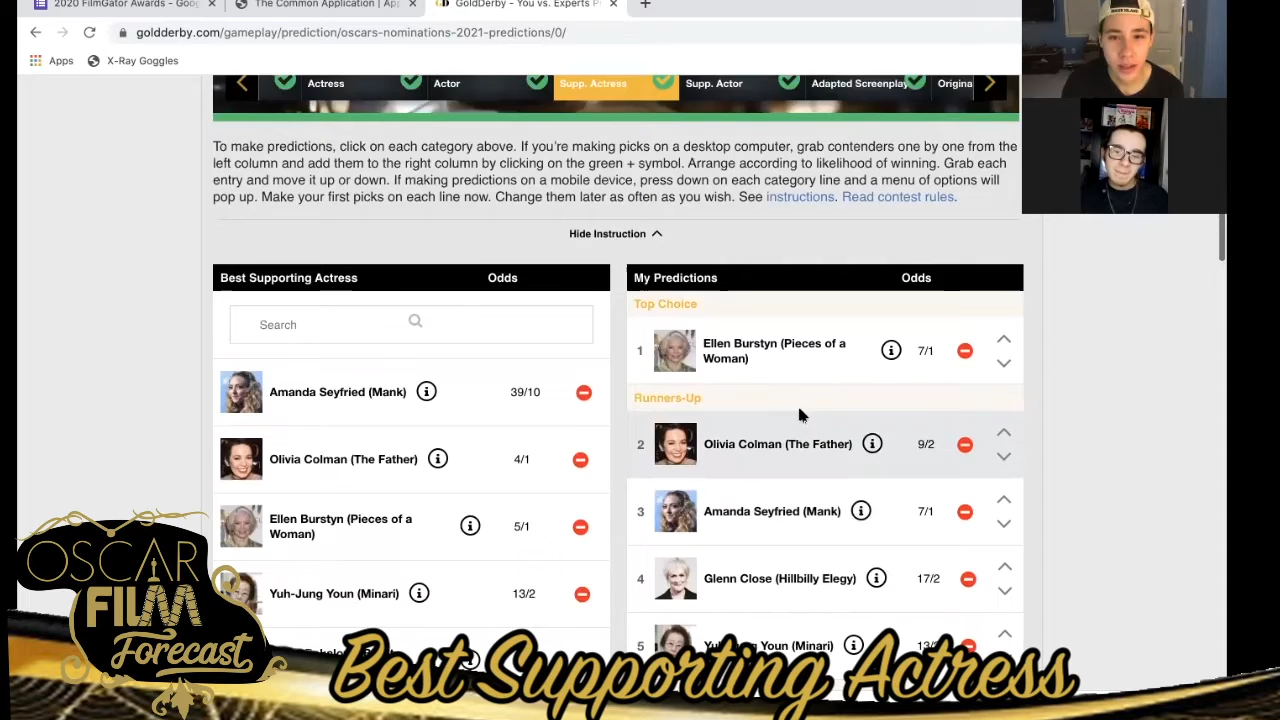 2020 FilmGator Awards - Goog
The Common Application | App
GoldDerby - You vs. Experts P
goldderby.com/gameplay/prediction/oscars-nominations-2021-predictions/0/
Apps
X-Ray Goggles
Actress
Actor
Supp. Actress
Supp. Actor
Adapted Screenplay
Origina
To make predictions, click on each category above. If you're making picks on a desktop computer, grab contenders one by one from the
left column and add them to the right column by clicking on the green + symbol. Arrange according to likelihood of winning. Grab each
entry and move it up or down. If making predictions on a mobile device, press down on each category line and a menu of options will
pop up. Make your first picks on each line now. Change them later as often as you wish. See instructions. Read contest rules.
Hide Instruction
Best Supporting Actress Odds
Search
Amanda Seyfried (Mank) 39/10
Olivia Colman (The Father) 4/1
Ellen Burstyn (Pieces of a
Woman) 5/1
Yuh-Jung Youn (Minari) 13/2
My Predictions Odds
Top Choice
1 Ellen Burstyn (Pieces of a
Woman) 7/1
Runners-Up
2 Olivia Colman (The Father) 9/2
3 Amanda Seyfried (Mank) 7/1
4 Glenn Close (Hillbilly Elegy) 17/2
5 Youn (Minari)
OSCAR
FILM
Forecast
Best Supporting Actress